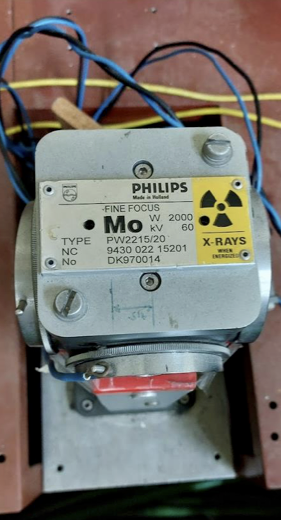 PHILIPS
Made in Holland
-FINE FOCUS
Mo W 2000
kV 60
TYPE PW2215/20
NC 9430 022 15201
No DK970014
X-RAYS
WHEN
ENERGIZED